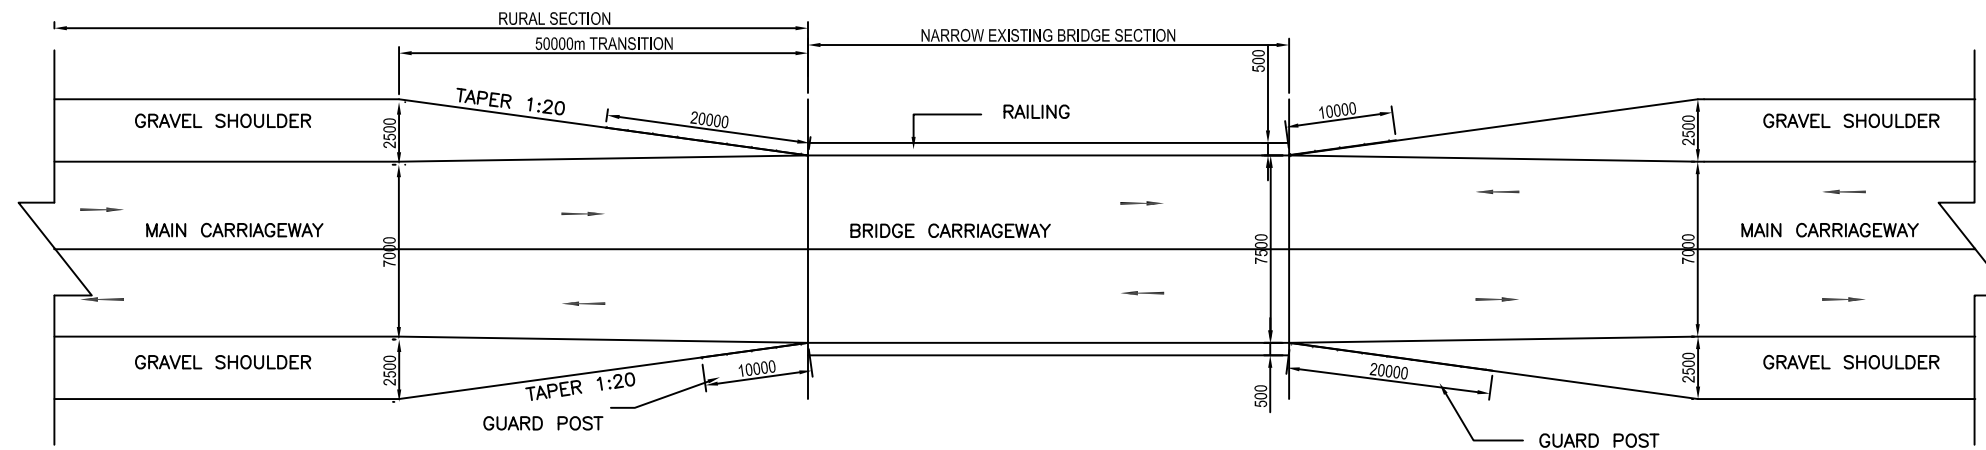 RURAL SECTION
50000m TRANSITION
NARROW EXISTING BRIDGE SECTION
500
TAPER 1:20
20000
RAILING
10000
GRAVEL SHOULDER
2500
2500
GRAVEL SHOULDER
MAIN CARRIAGEWAY
7000
BRIDGE CARRIAGEWAY
7500
7000
MAIN CARRIAGEWAY
GRAVEL SHOULDER
2500
TAPER 1:20
10000
500
20000
2500
GRAVEL SHOULDER
GUARD POST
GUARD POST